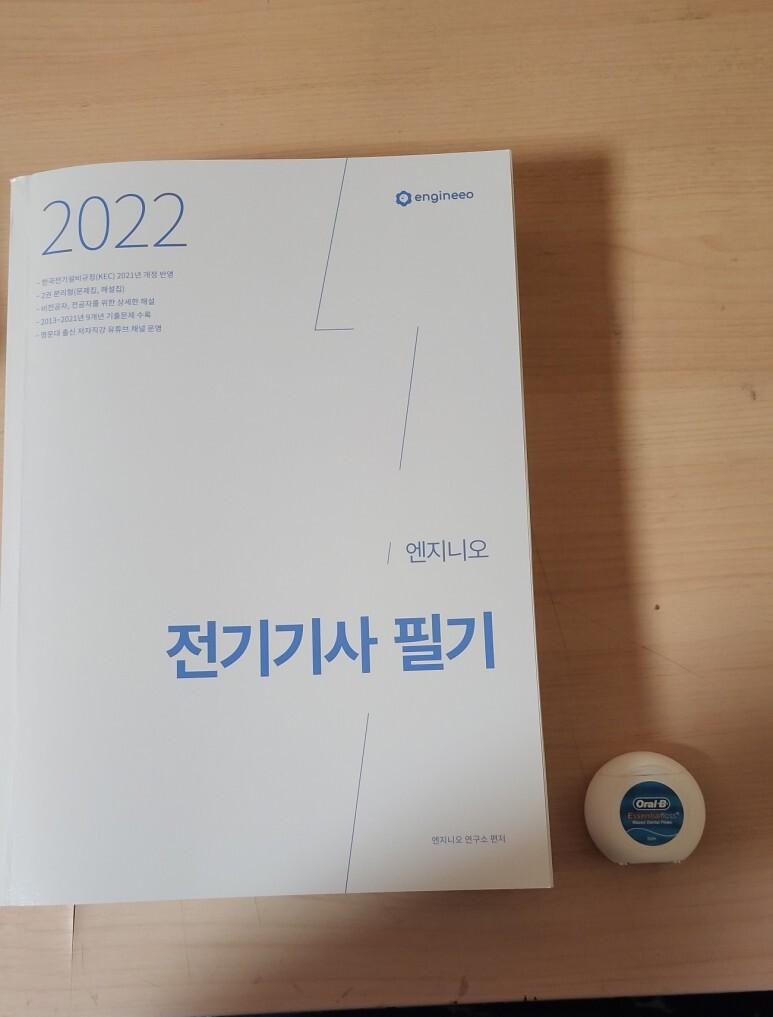 2022
engineeo
- 한국전기설비규정(KEC) 2021년 개정 반영
- 2권 분리형(문제집, 해설집)
- 비전공자, 전공자를 위한 상세한 해설
- 2013~2021년 9개년 기출문제 수록
- 명문대 출신 저자직강 유튜브 채널 운영
엔지니오
전기기사 필기
엔지니오 연구소 편저
Oral-B
Essentialfloss
Waxed Dental Floss
50m